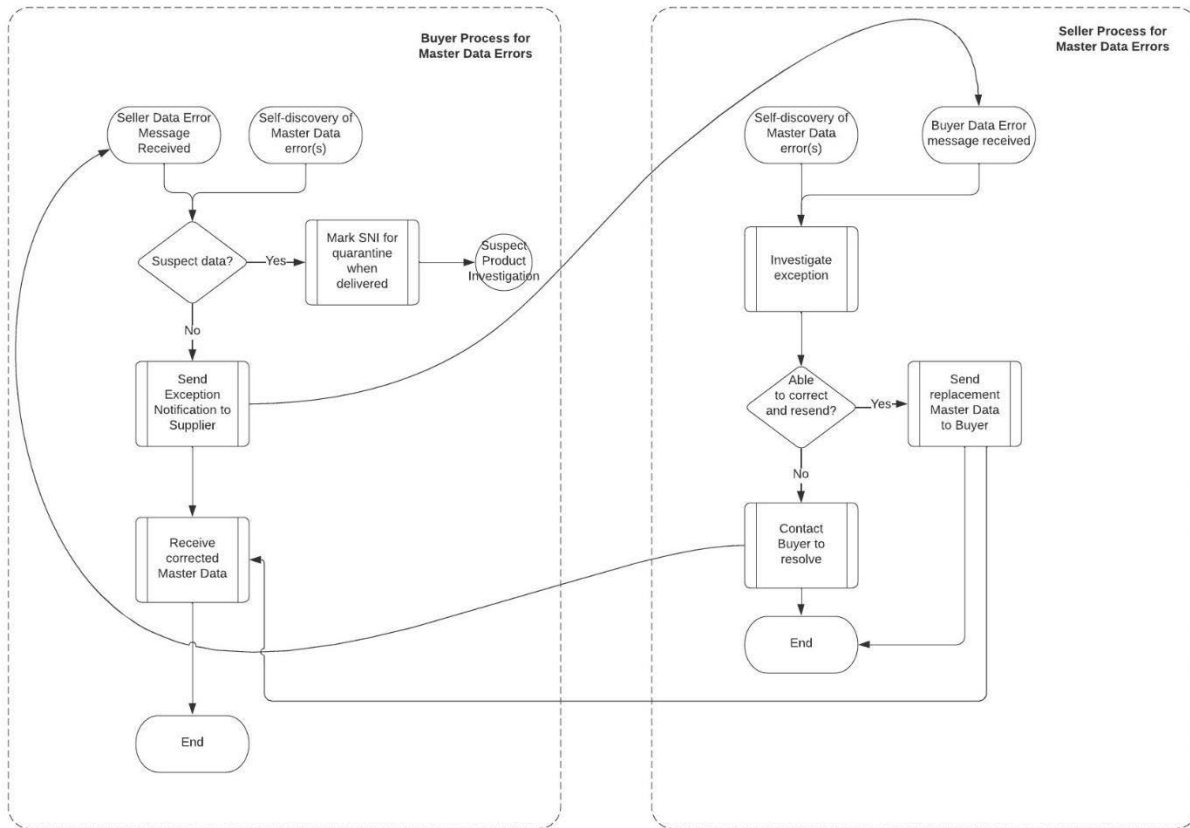 Buyer Process for
Master Data Errors
Seller Data Error
Message
Received
Self-discovery of
Master Data
error(s)
Suspect data?
Yes
Mark SNI for
quarantine
when
delivered
Suspect
Product
Investigation
No
Send
Exception
Notification to
Supplier
Receive
corrected
Master Data
End
Seller Process for
Master Data Errors
Self-discovery of
Master Data
error(s)
Buyer Data Error
message received
Investigate
exception
Able
to correct
and resend?
Yes
Send
replacement
Master Data
to Buyer
No
Contact
Buyer to
resolve
End